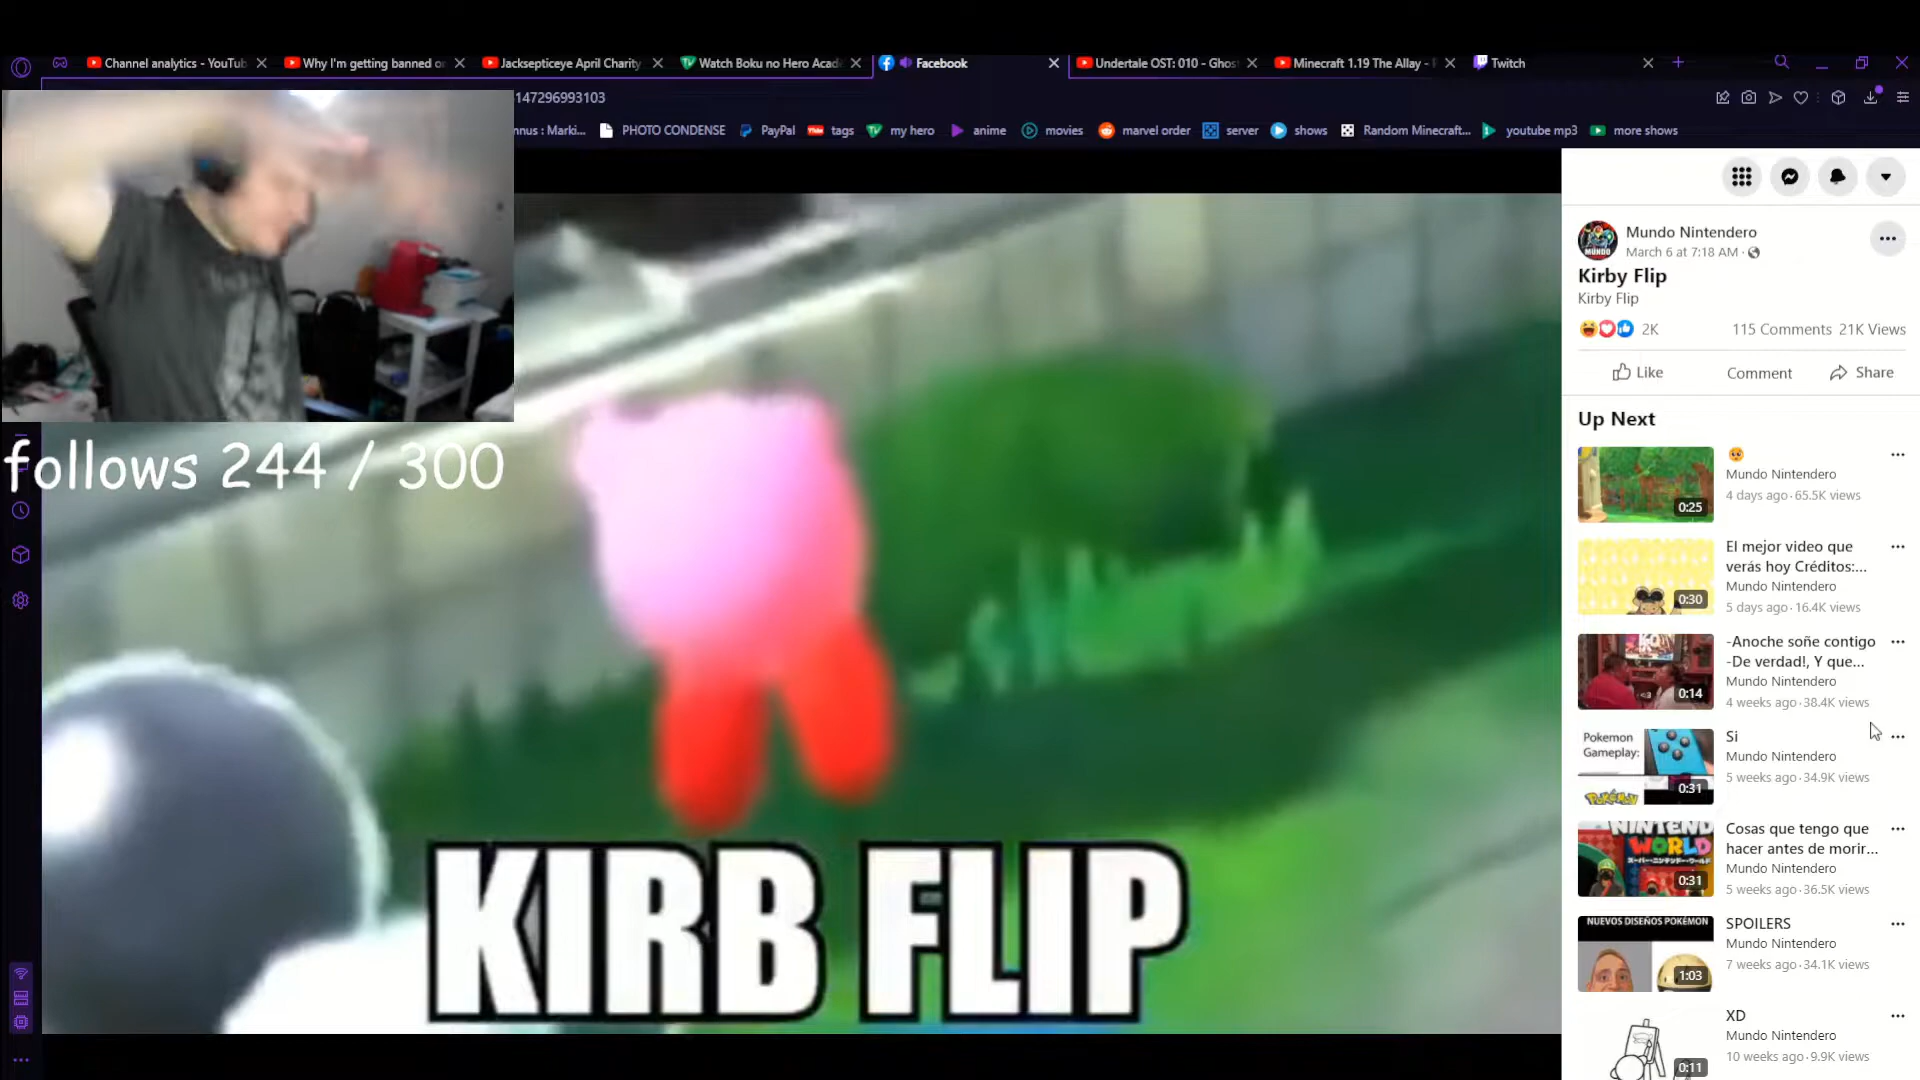 Channel analytics - YouTub
Why I'm getting banned o
Jacksepticeye April Charity
Watch Boku no Hero Acad
Facebook
Undertale OST: 010 - Ghos
Minecraft 1.19 The Allay -
Twitch
147296993103
nnus : Marki...
PHOTO CONDENSE
PayPal
tags
my hero
anime
movies
marvel order
server
shows
Random Minecraft...
youtube mp3
more shows
follows 244 / 300
KIRB FLIP
Mundo Nintendero
March 6 at 7:18 AM ·
Kirby Flip
Kirby Flip
2K
115 Comments 21K Views
Like
Comment
Share
Up Next
0:25
Mundo Nintendero
4 days ago · 65.5K views
0:30
El mejor video que
verás hoy Créditos:...
Mundo Nintendero
5 days ago · 16.4K views
0:14
-Anoche soñe contigo
-De verdad!, Y que...
Mundo Nintendero
4 weeks ago · 38.4K views
Pokemon
Gameplay:
POKÉMON
0:31
Si
Mundo Nintendero
5 weeks ago · 34.9K views
NINTEND
WORLD
0:31
Cosas que tengo que
hacer antes de morir...
Mundo Nintendero
5 weeks ago · 36.5K views
NUEVOS DISEÑOS POKÉMON
1:03
SPOILERS
Mundo Nintendero
7 weeks ago · 34.1K views
0:11
XD
Mundo Nintendero
10 weeks ago · 9.9K views